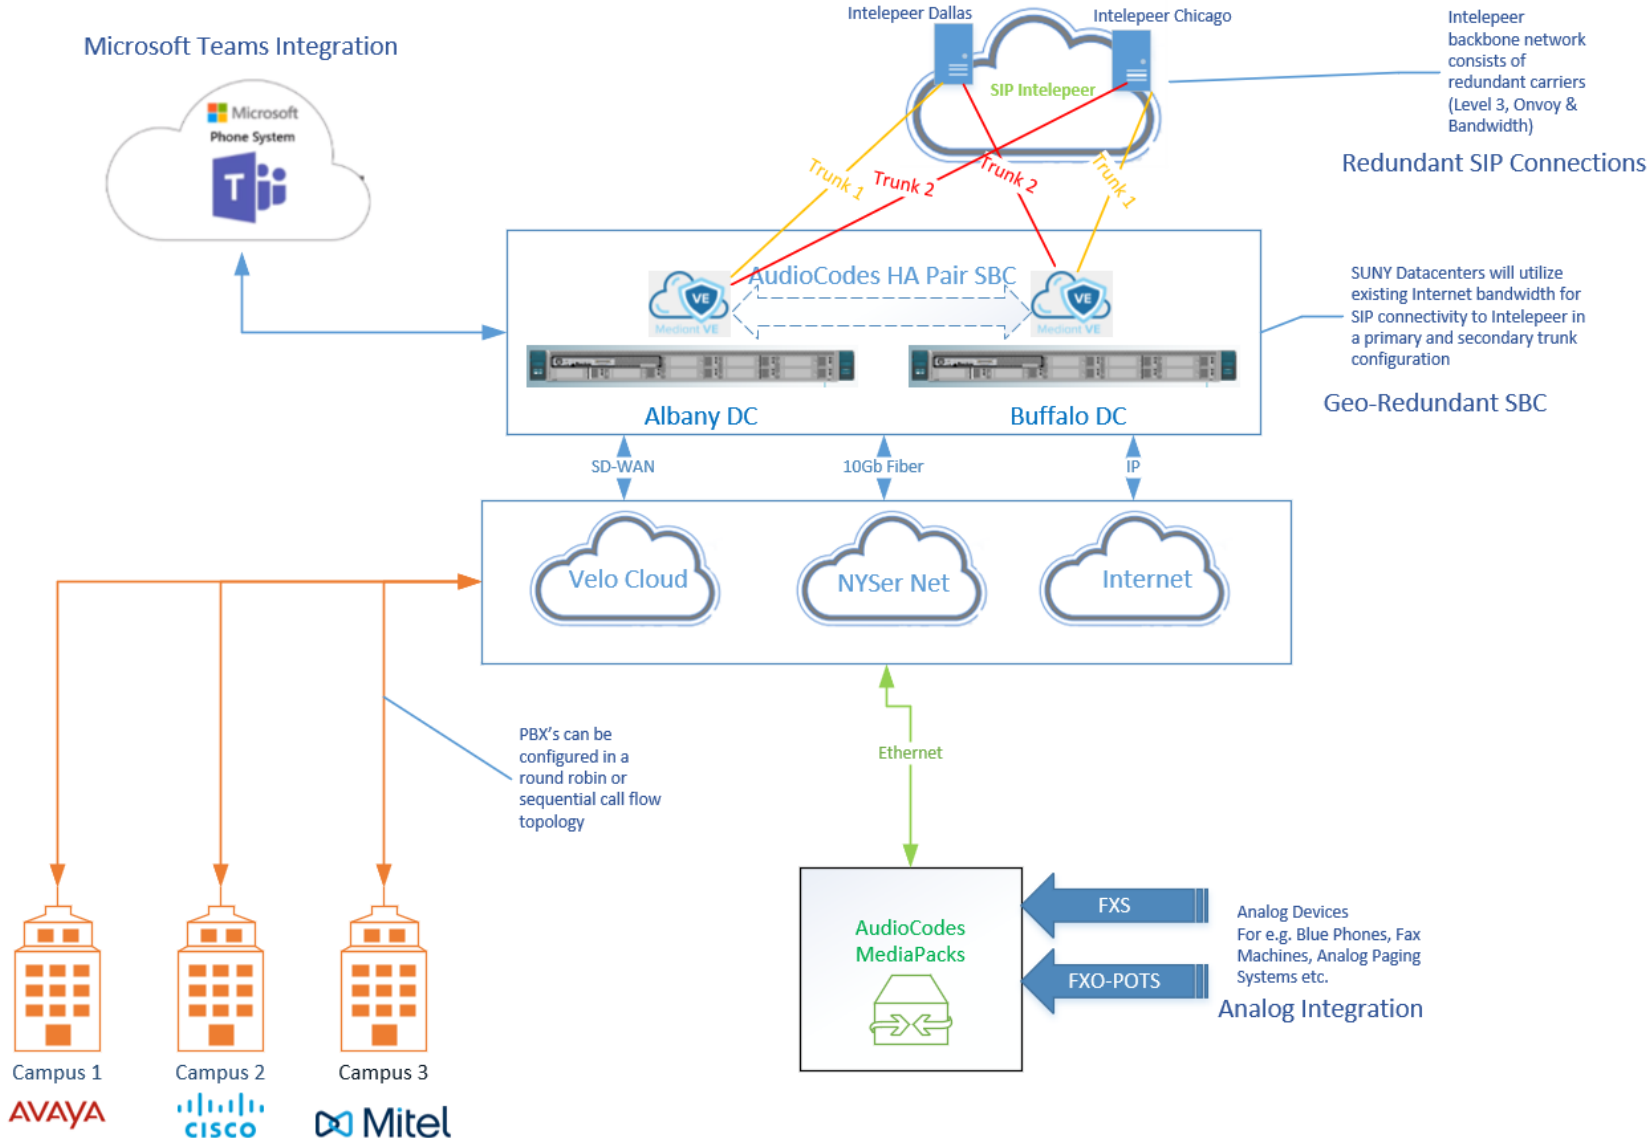 Intelepeer Dallas
Intelepeer Chicago
Intelepeer
backbone network
consists of
redundant carriers
(Level 3, Onvoy &
Bandwidth)
Redundant SIP Connections
Microsoft Teams Integration
Microsoft
Phone System
T
SIP Intelepeer
Trunk 1
Trunk 2
Trunk 2
Trunk 1
AudioCodes HA Pair SBC
VE
Mediant VE
VE
Mediant VE
Albany DC
Buffalo DC
SUNY Datacenters will utilize
existing Internet bandwidth for
SIP connectivity to Intelepeer in
a primary and secondary trunk
configuration
Geo-Redundant SBC
SD-WAN
10Gb Fiber
IP
Velo Cloud
NYSer Net
Internet
PBX's can be
configured in a
round robin or
sequential call flow
topology
Ethernet
AudioCodes
MediaPacks
FXS
FXO-POTS
Analog Devices
For e.g. Blue Phones, Fax
Machines, Analog Paging
Systems etc.
Analog Integration
Campus 1
Campus 2
Campus 3
AVAYA
CISCO
Mitel